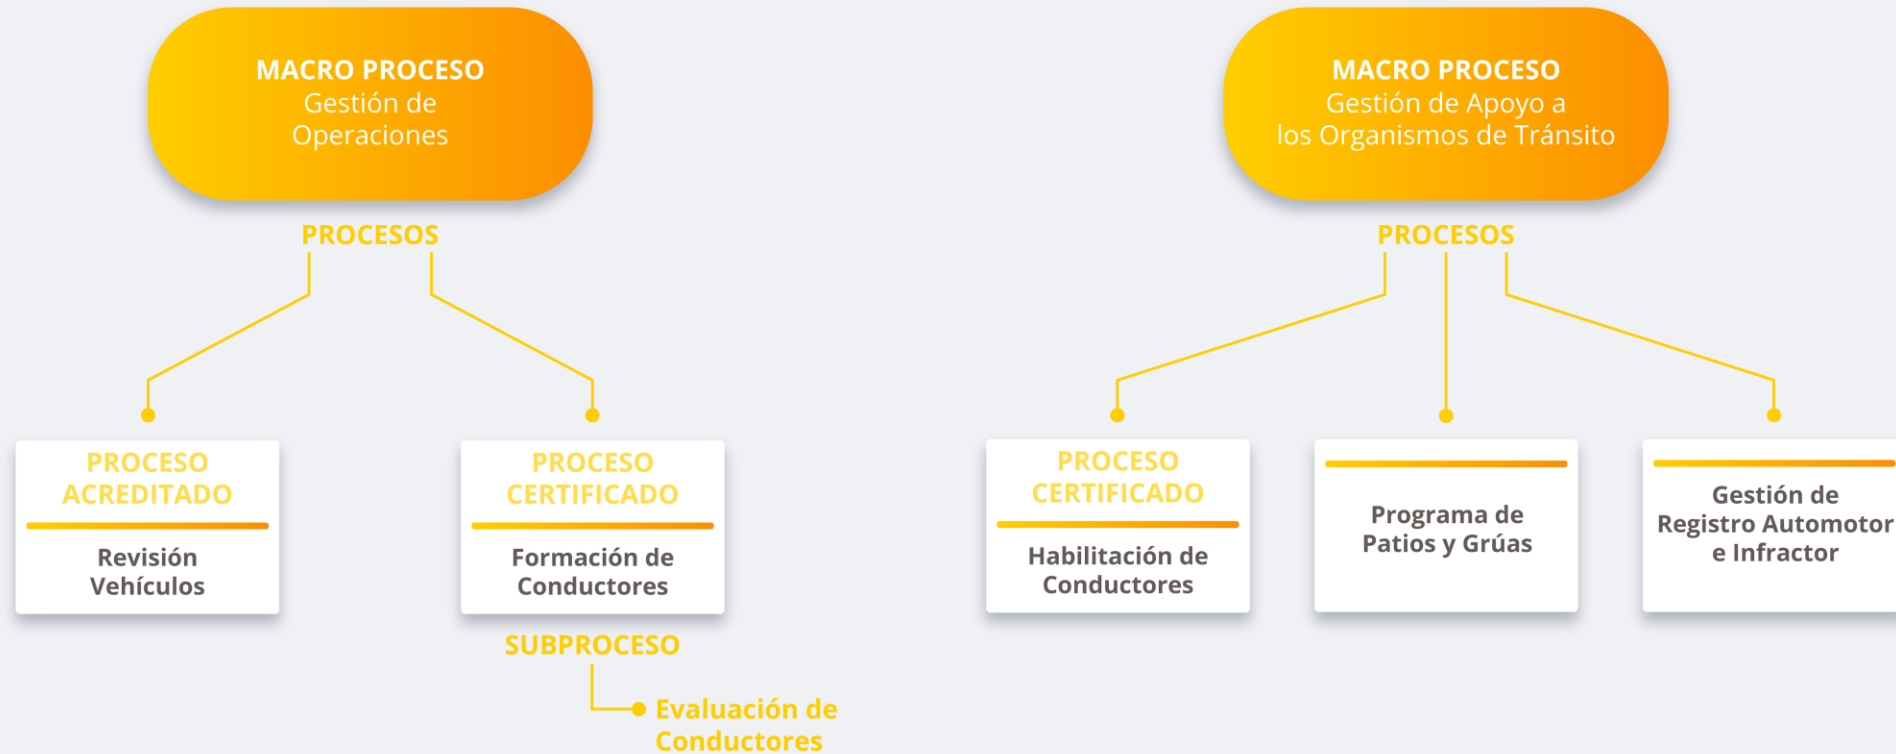 MACRO PROCESO
Gestión de
Operaciones
PROCESOS
PROCESO
ACREDITADO
Revisión
Vehículos
PROCESO
CERTIFICADO
Formación de
Conductores
SUBPROCESO
Evaluación de
Conductores
MACRO PROCESO
Gestión de Apoyo a
los Organismos de Tránsito
PROCESOS
PROCESO
CERTIFICADO
Habilitación de
Conductores
Programa de
Patios y Grúas
Gestión de
Registro Automotor
e Infractor